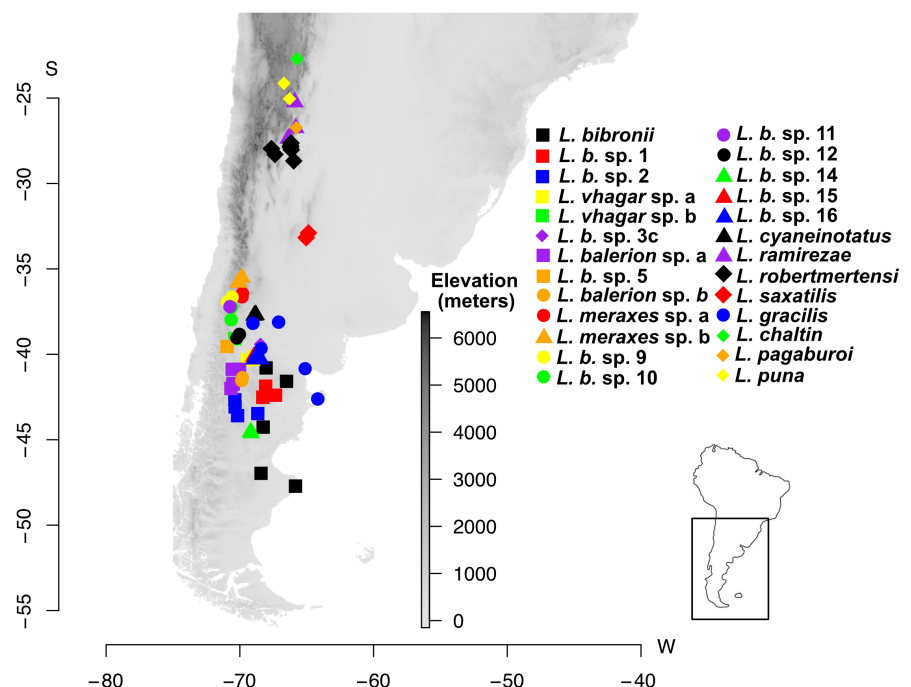 S
−25
−30
−35
−40
−45
−50
−55
L. bibronii
L. b. sp. 1
L. b. sp. 2
L. vhagar sp. a
L. vhagar sp. b
L. b. sp. 3c
L. balerion sp. a
L. b. sp. 5
L. balerion sp. b
L. meraxes sp. a
L. meraxes sp. b
L. b. sp. 9
L. b. sp. 10
L. b. sp. 11
L. b. sp. 12
L. b. sp. 14
L. b. sp. 15
L. b. sp. 16
L. cyaneinotatus
L. ramirezae
L. robertmertensi
L. saxatilis
L. gracilis
L. chaltin
L. pagaburoi
L. puna
Elevation
(meters)
6000
5000
4000
3000
2000
1000
0
W
−80
−70
−60
−50
−40